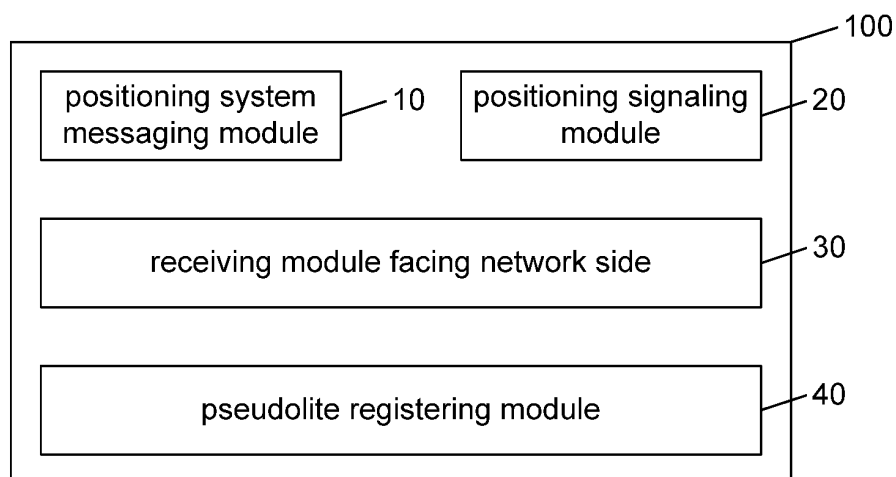 100
positioning system
messaging module
10
positioning signaling
module
20
receiving module facing network side
30
pseudolite registering module
40